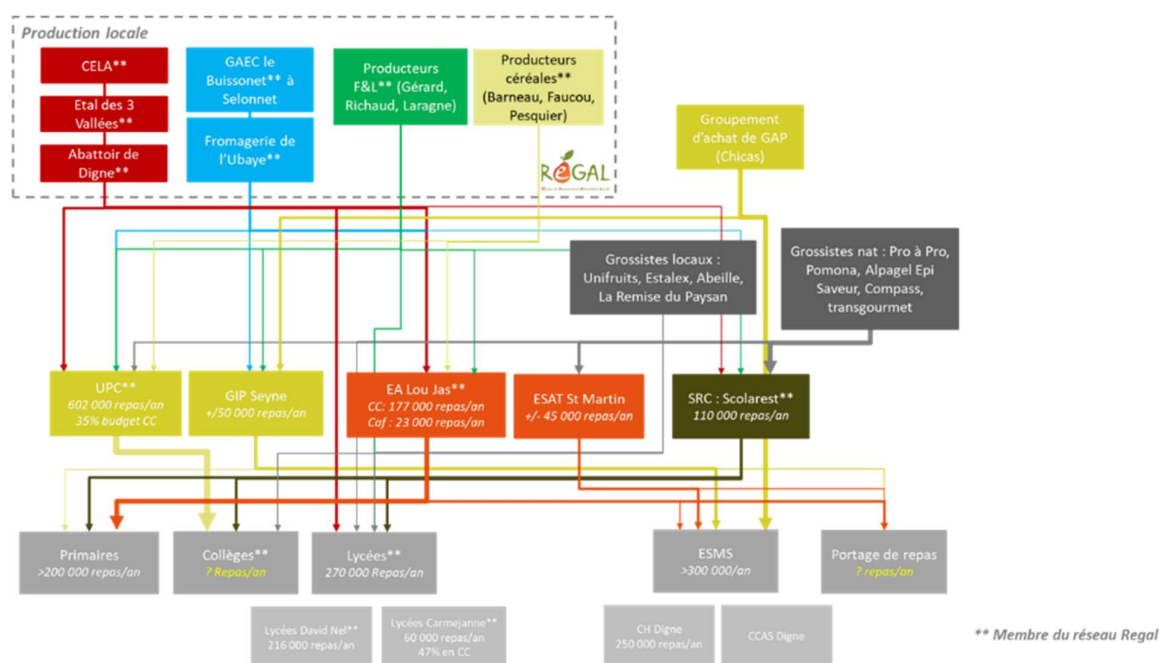 Production locale
CELA**
Etal des 3
Vallées**
Abattoir de
Digne**
GAEC le
Buissonet** à
Selonnet
Fromagerie de
l'Ubaye**
Producteurs
F&L** (Gérard,
Richaud, Laragne)
Producteurs
céréales**
(Barneau, Faucou,
Pesquier)
RéGAL
Groupement
d'achat de GAP
(Chicas)
Grossistes locaux :
Unifruits, Estalex, Abeille,
La Remise du Paysan
Grossistes nat : Pro à Pro,
Pomona, Alpagel Epi
Saveur, Compass,
transgourmet
UPC**
602 000 repas/an
35% budget CC
GIP Seyne
+/50 000 repas/an
EA Lou Jas**
CC: 177 000 repas/an
Caf : 23 000 repas/an
ESAT St Martin
+/- 45 000 repas/an
SRC : Scolarest**
110 000 repas/an
Primaires
>200 000 repas/an
Collèges**
? Repas/an
Lycées**
270 000 Repas/an
ESMS
>300 000/an
Portage de repas
? repas/an
Lycées David Nel**
216 000 repas/an
Lycées Carmejanne**
60 000 repas/an
47% en CC
CH Digne
250 000 repas/an
CCAS Digne
** Membre du réseau Regal